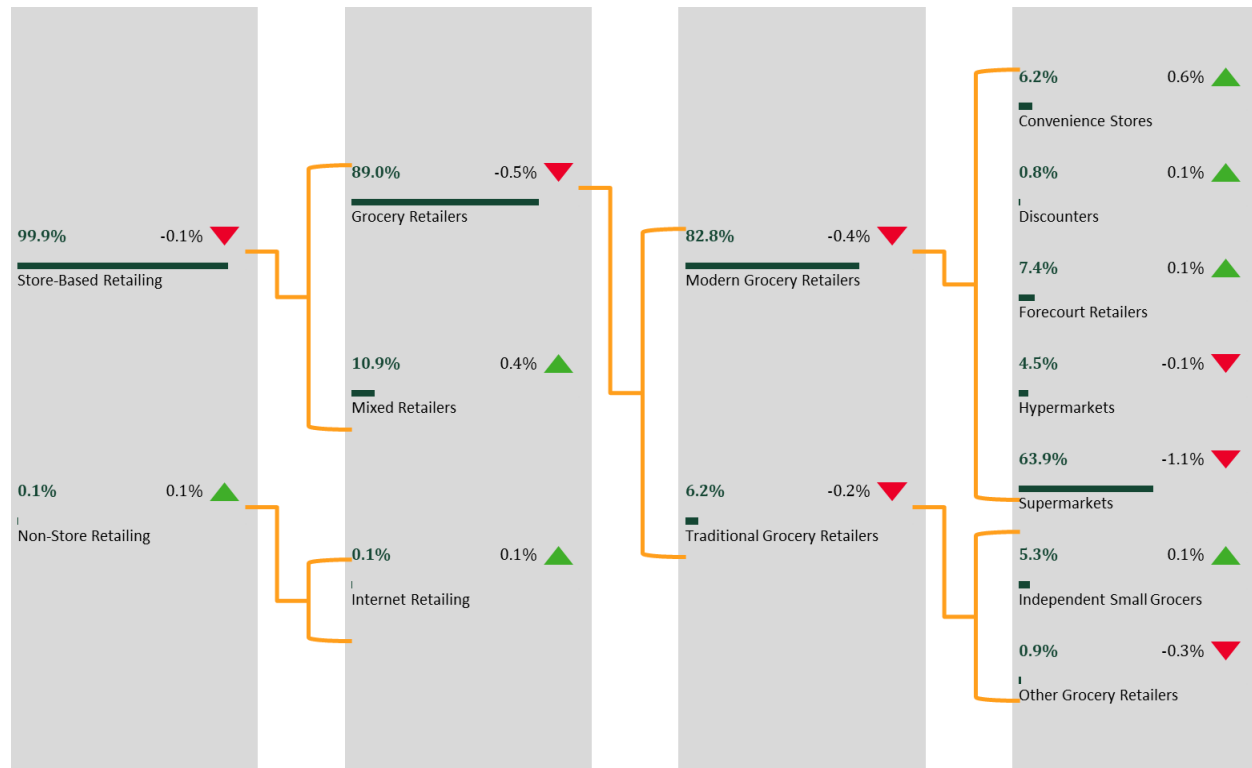 99.9% -0.1%
Store-Based Retailing
0.1% 0.1%
Non-Store Retailing
89.0% -0.5%
Grocery Retailers
10.9% 0.4%
Mixed Retailers
0.1% 0.1%
Internet Retailing
82.8% -0.4%
Modern Grocery Retailers
6.2% -0.2%
Traditional Grocery Retailers
6.2% 0.6%
Convenience Stores
0.8% 0.1%
Discounters
7.4% 0.1%
Forecourt Retailers
4.5% -0.1%
Hypermarkets
63.9% -1.1%
Supermarkets
5.3% 0.1%
Independent Small Grocers
0.9% -0.3%
Other Grocery Retailers